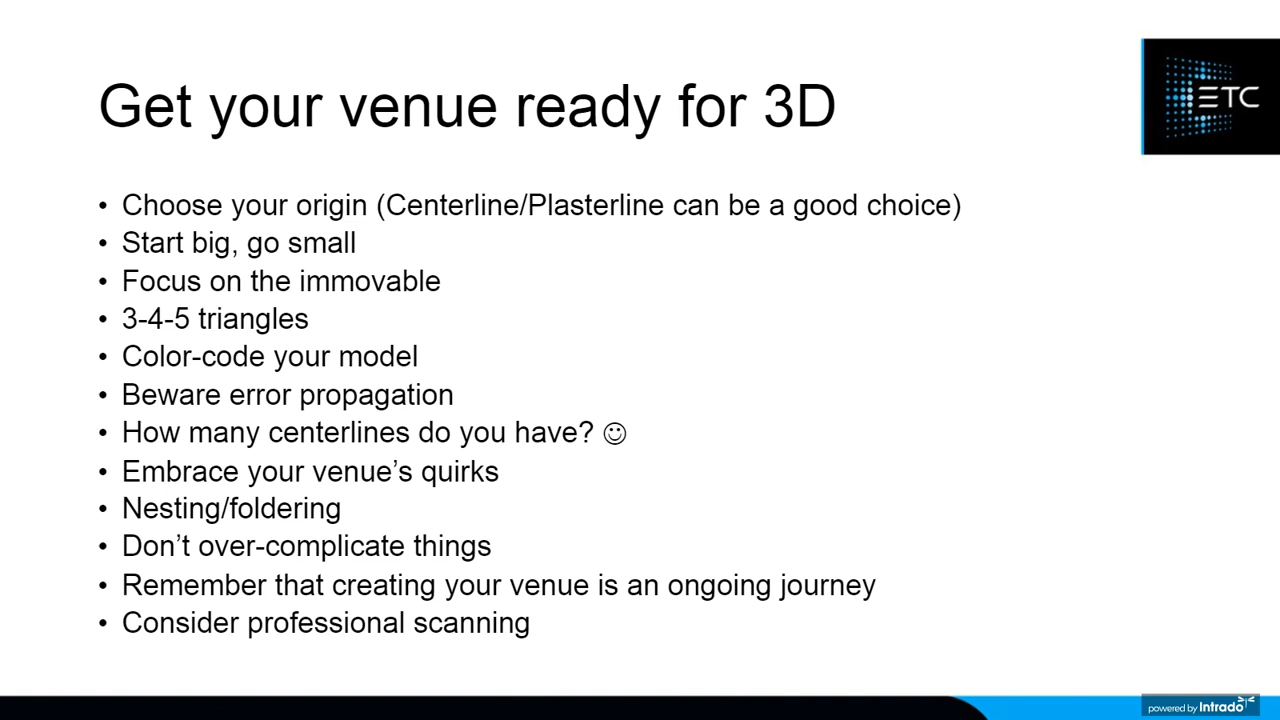 Get your venue ready for 3D
ETC
• Choose your origin (Centerline/Plasterline can be a good choice)
• Start big, go small
• Focus on the immovable
• 3-4-5 triangles
• Color-code your model
• Beware error propagation
• How many centerlines do you have? ☺
• Embrace your venue’s quirks
• Nesting/foldering
• Don’t over-complicate things
• Remember that creating your venue is an ongoing journey
• Consider professional scanning
powered by Intrado